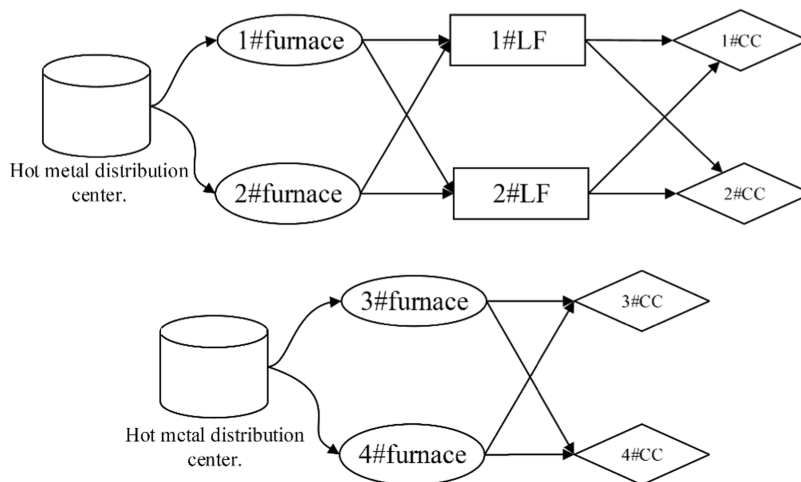 1#furnace
1#LF
1#CC
Hot metal distribution
center.
2#furnace
2#LF
2#CC
3#furnace
3#CC
Hot metal distribution
center.
4#furnace
4#CC